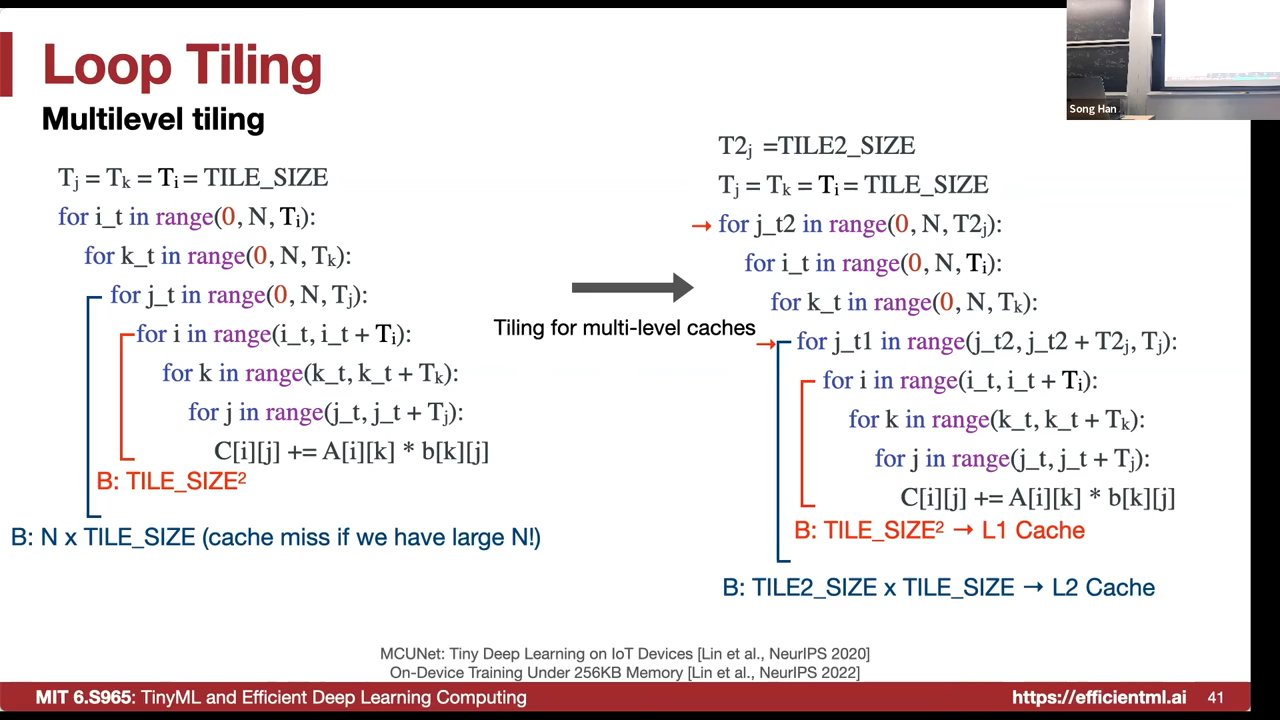 Loop Tiling
Multilevel tiling
Song Han
Tⱼ = Tₖ = Tᵢ = TILE_SIZE
for i_t in range(0, N, Tᵢ):
for k_t in range(0, N, Tₖ):
for j_t in range(0, N, Tⱼ):
for i in range(i_t, i_t + Tᵢ):
for k in range(k_t, k_t + Tₖ):
for j in range(j_t, j_t + Tⱼ):
C[i][j] += A[i][k] * b[k][j]
B: TILE_SIZE²
B: N x TILE_SIZE (cache miss if we have large N!)
Tiling for multi-level caches
T2ⱼ =TILE2_SIZE
Tⱼ = Tₖ = Tᵢ = TILE_SIZE
→ for j_t2 in range(0, N, T2ⱼ):
for i_t in range(0, N, Tᵢ):
for k_t in range(0, N, Tₖ):
→ for j_t1 in range(j_t2, j_t2 + T2ⱼ, Tⱼ):
for i in range(i_t, i_t + Tᵢ):
for k in range(k_t, k_t + Tₖ):
for j in range(j_t, j_t + Tⱼ):
C[i][j] += A[i][k] * b[k][j]
B: TILE_SIZE² → L1 Cache
B: TILE2_SIZE x TILE_SIZE → L2 Cache
MCUNet: Tiny Deep Learning on IoT Devices [Lin et al., NeurIPS 2020]
On-Device Training Under 256KB Memory [Lin et al., NeurIPS 2022]
MIT 6.S965: TinyML and Efficient Deep Learning Computing
https://efficientml.ai
41